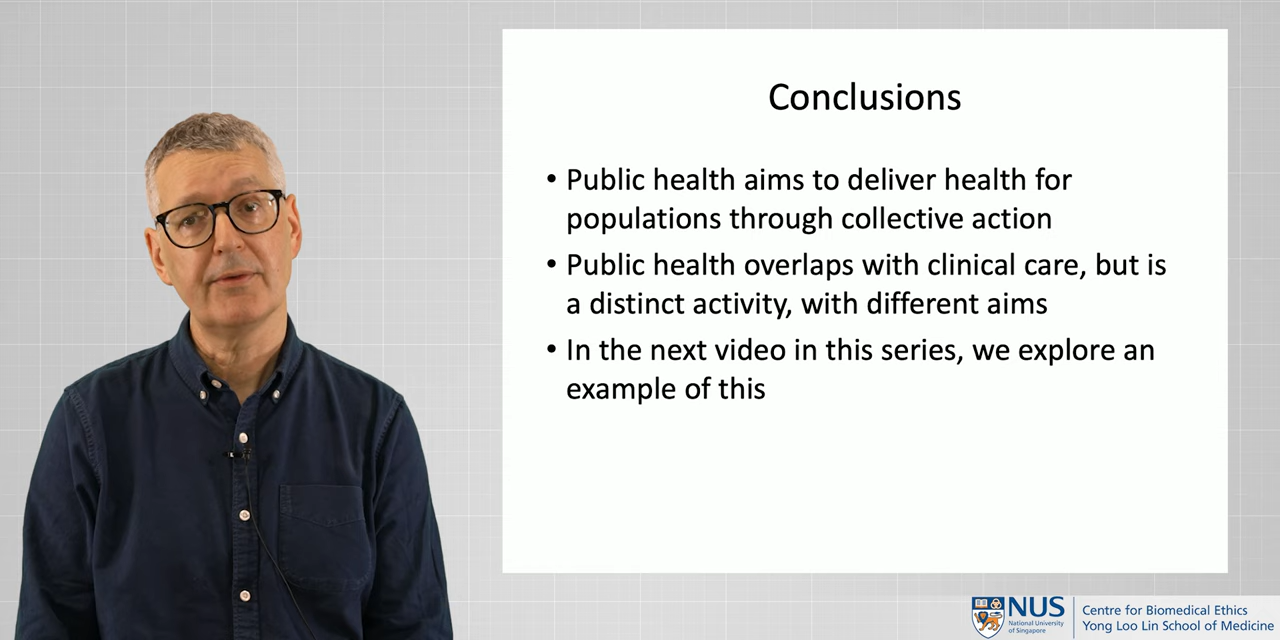 Conclusions
• Public health aims to deliver health for
populations through collective action
• Public health overlaps with clinical care, but is
a distinct activity, with different aims
• In the next video in this series, we explore an
example of this
NUS
National University
of Singapore
Centre for Biomedical Ethics
Yong Loo Lin School of Medicine